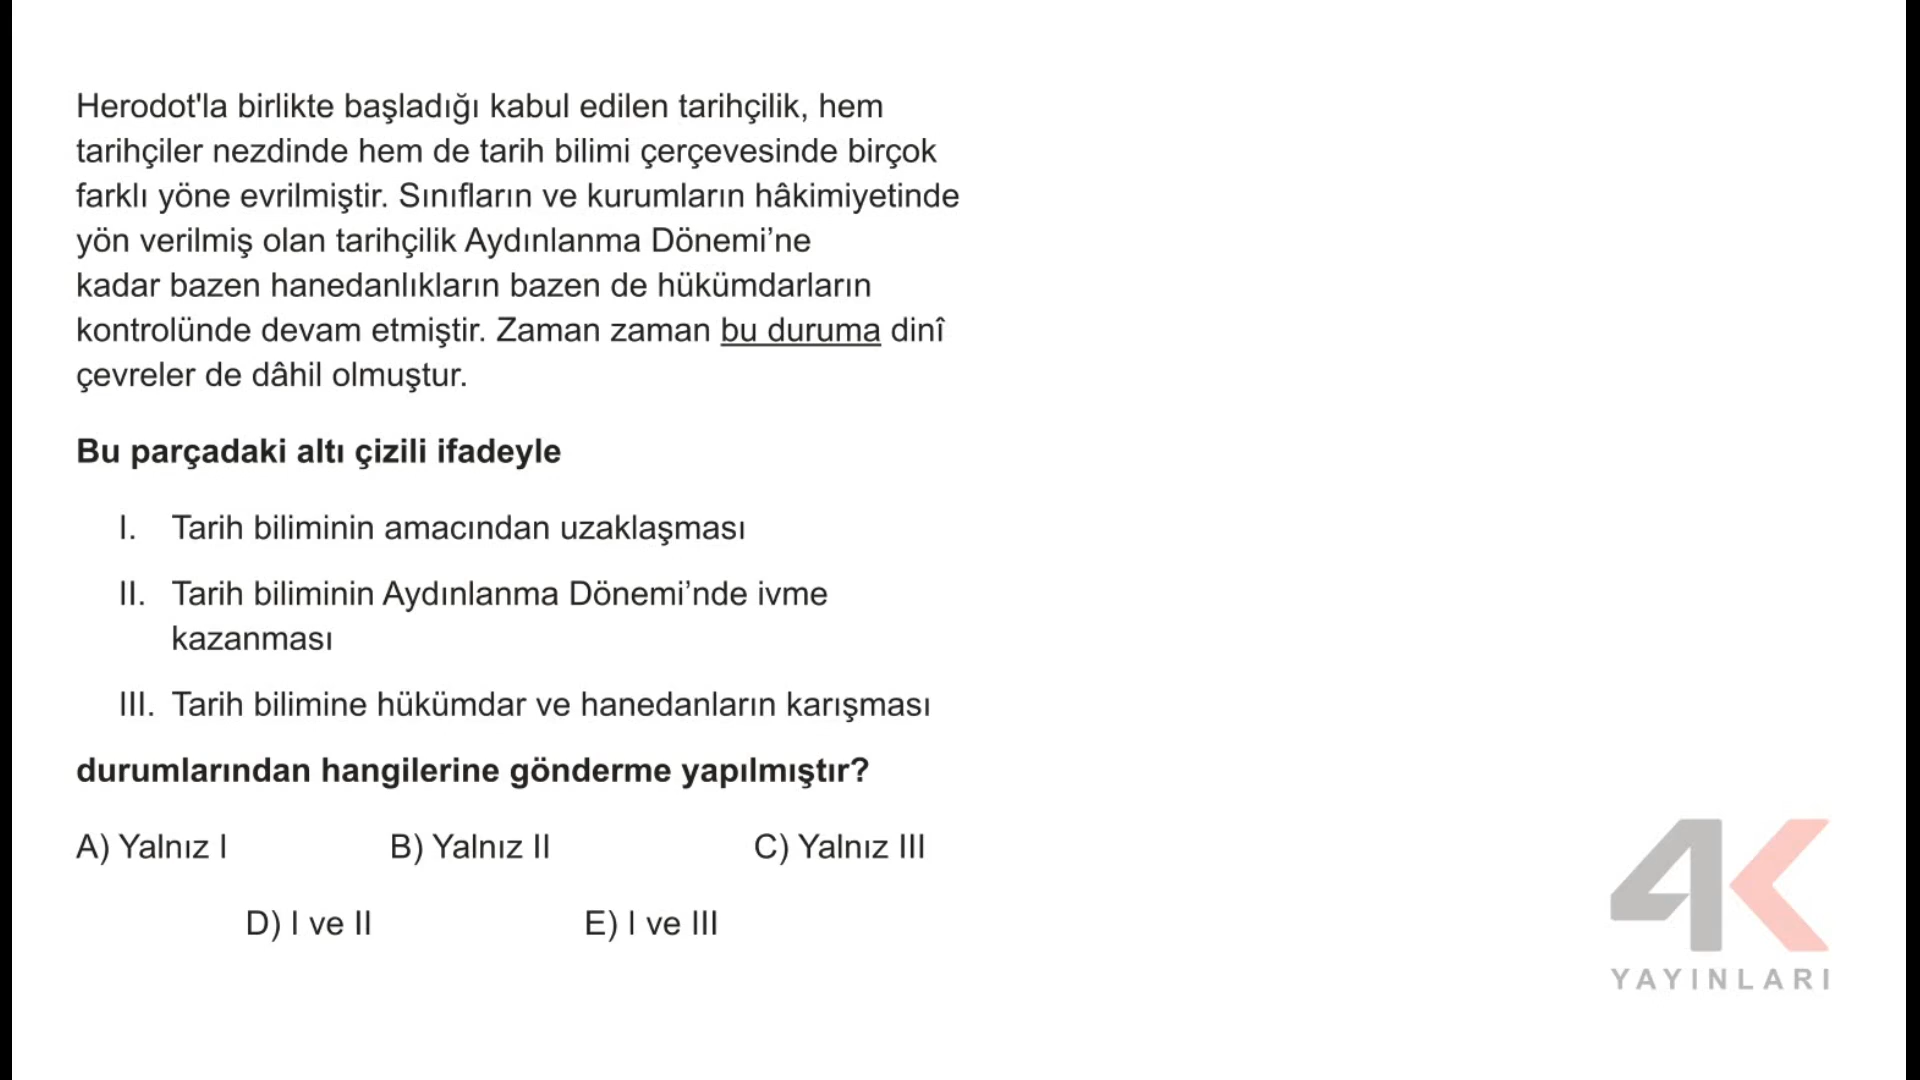 Herodot'la birlikte başladığı kabul edilen tarihçilik, hem
tarihçiler nezdinde hem de tarih bilimi çerçevesinde birçok
farklı yöne evrilmiştir. Sınıfların ve kurumların hâkimiyetinde
yön verilmiş olan tarihçilik Aydınlanma Dönemi’ne
kadar bazen hanedanlıkların bazen de hükümdarların
kontrolünde devam etmiştir. Zaman zaman bu duruma dinî
çevreler de dâhil olmuştur.
Bu parçadaki altı çizili ifadeyle
I. Tarih biliminin amacından uzaklaşması
II. Tarih biliminin Aydınlanma Dönemi’nde ivme
kazanması
III. Tarih bilimine hükümdar ve hanedanların karışması
durumlarından hangilerine gönderme yapılmıştır?
A) Yalnız I B) Yalnız II C) Yalnız III
D) I ve II E) I ve III
4K
YAYINLARI